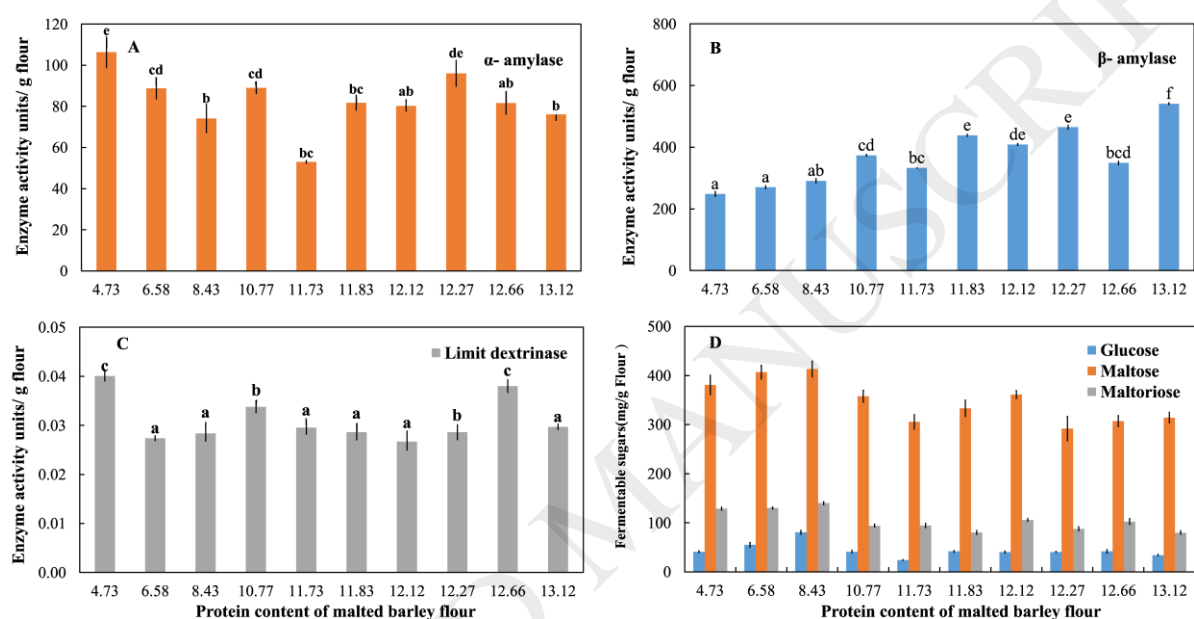 A
α- amylase
Enzyme activity units/ g flour
120
100
80
60
40
20
0
e
cd
b
cd
bc
bc
ab
de
ab
b
4.73 6.58 8.43 10.77 11.73 11.83 12.12 12.27 12.66 13.12
B
β- amylase
Enzyme activity units/ g flour
800
600
400
200
0
a
a
ab
cd
bc
e
de
e
bcd
f
4.73 6.58 8.43 10.77 11.73 11.83 12.12 12.27 12.66 13.12
C
Limit dextrinase
Enzyme activity units/ g flour
0.05
0.04
0.03
0.02
0.01
0.00
c
a
a
b
a
a
a
b
c
a
4.73 6.58 8.43 10.77 11.73 11.83 12.12 12.27 12.66 13.12
Protein content of malted barley flour
D
Glucose
Maltose
Maltoriose
Fermentable sugars(mg/g Flour )
500
400
300
200
100
0
4.73 6.58 8.43 10.77 11.73 11.83 12.12 12.27 12.66 13.12
Protein content of malted barley flour
D MANUSCRIP